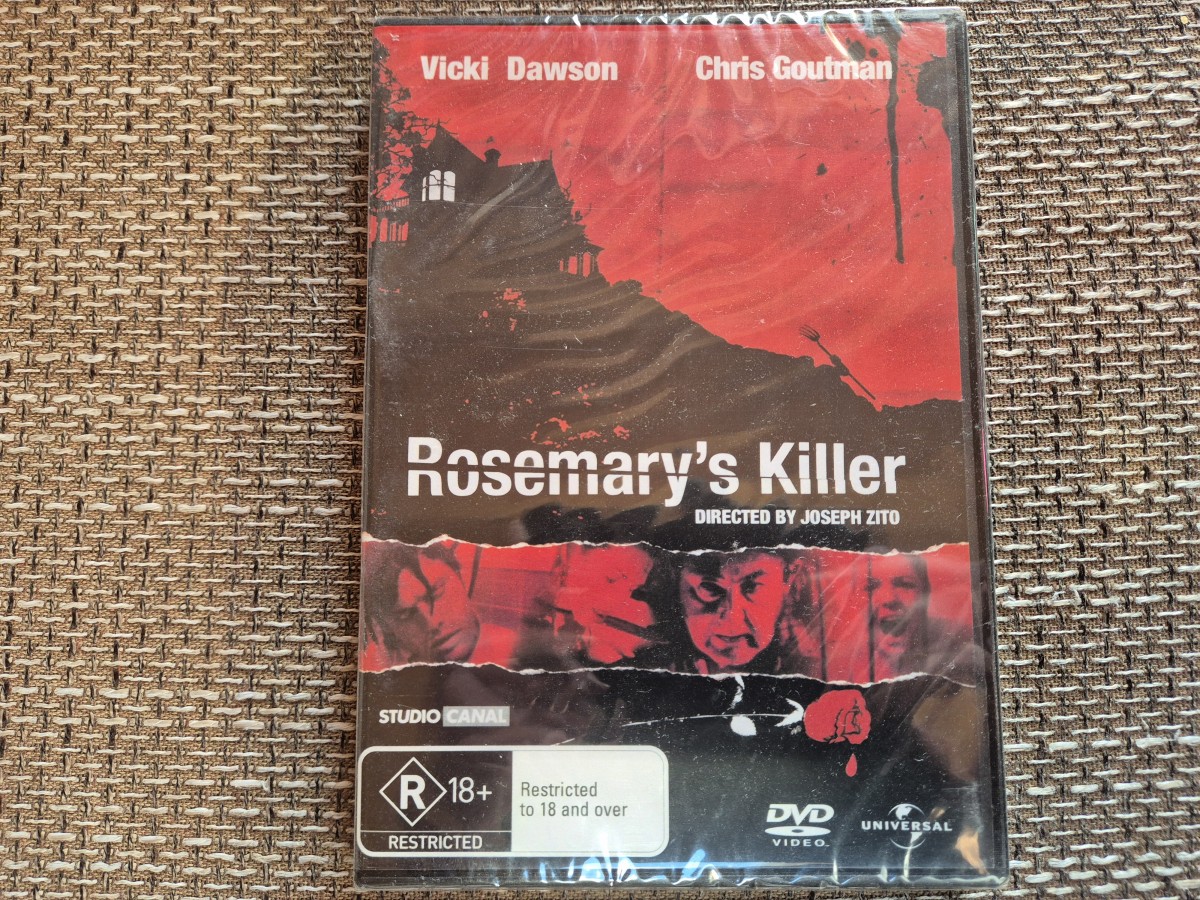 Vicki Dawson Chris Goutman
Rosemary's Killer
DIRECTED BY JOSEPH ZITO
STUDIO CANAL
R 18+
RESTRICTED
Restricted
to 18 and over
DVD
VIDEO
UNIVERSAL